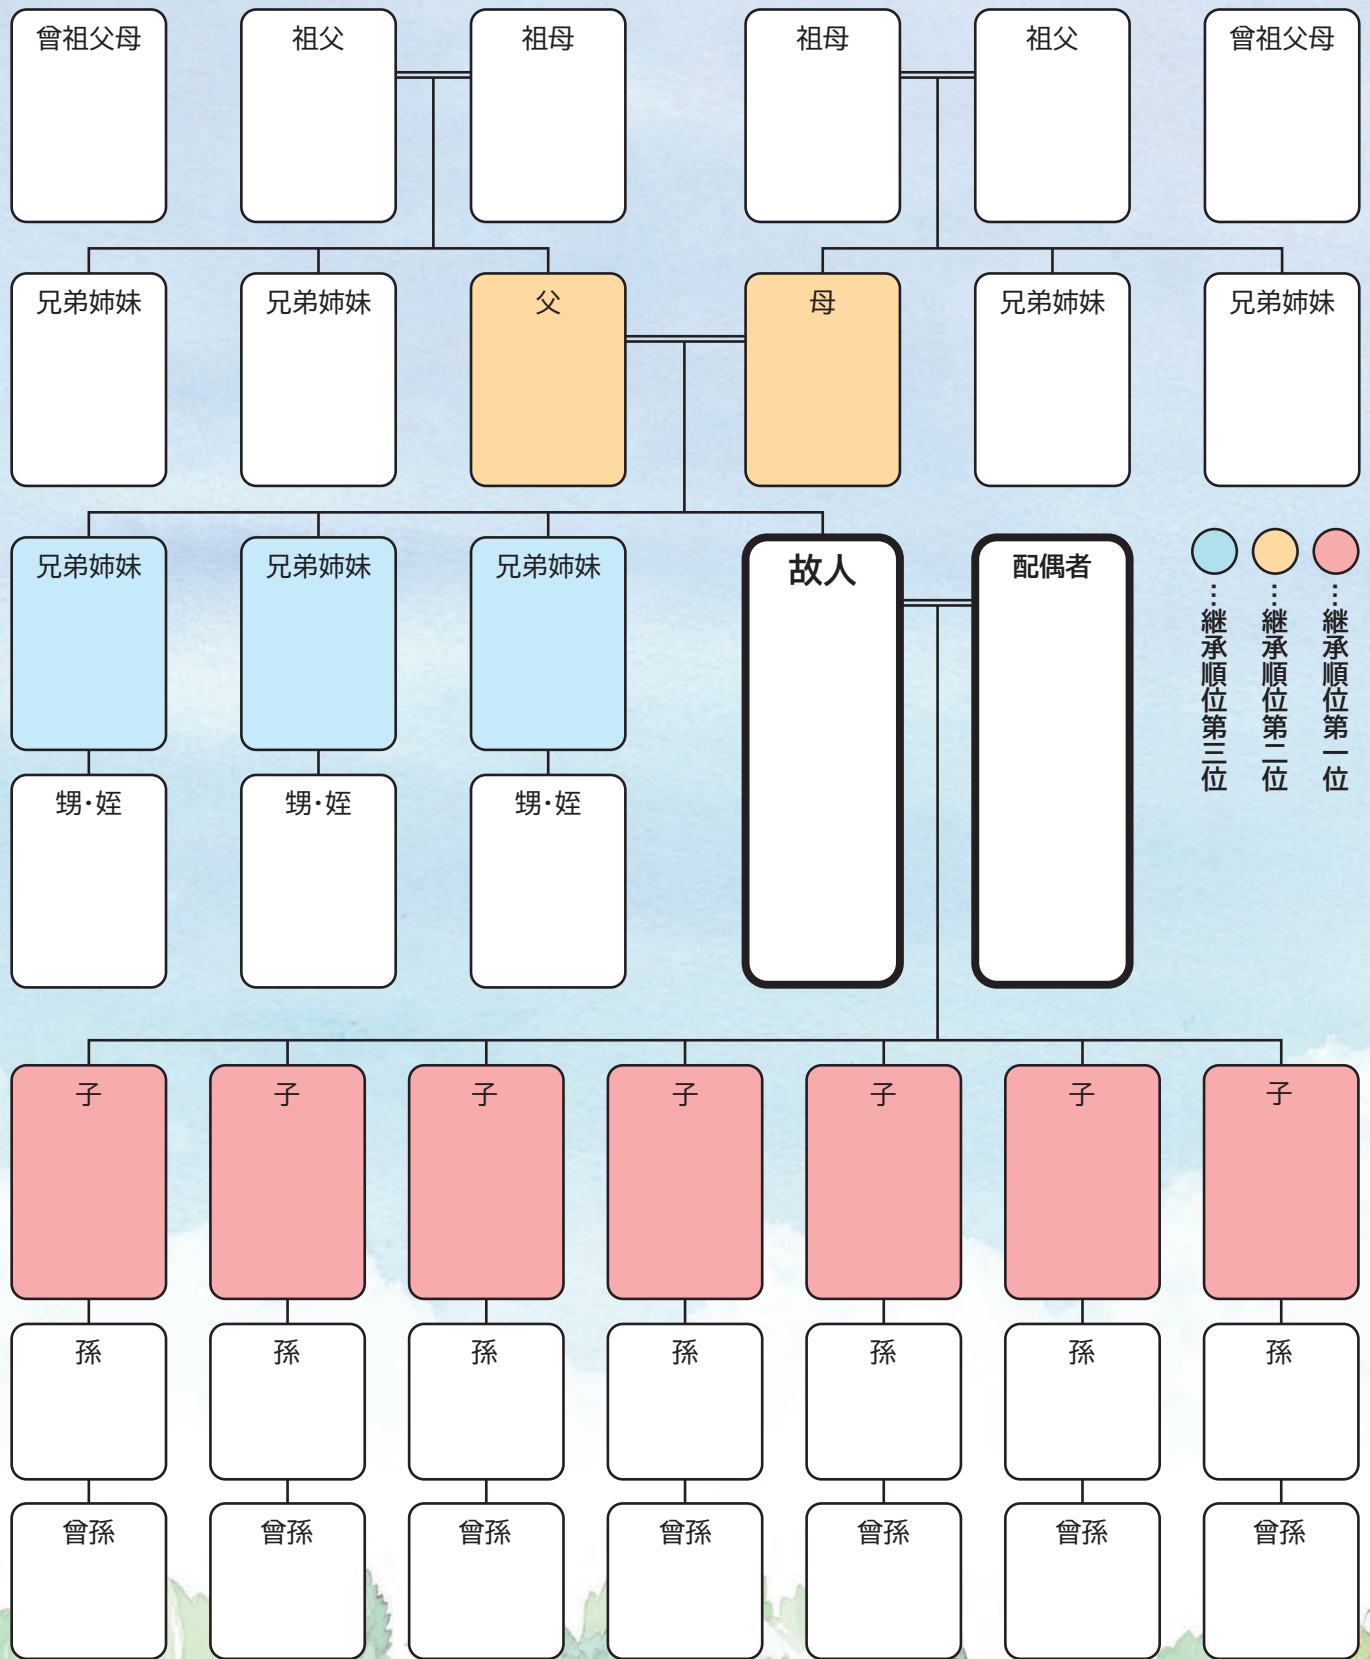 曾祖父母
祖父
祖母
祖母
祖父
曾祖父母
兄弟姉妹
兄弟姉妹
父
母
兄弟姉妹
兄弟姉妹
兄弟姉妹
兄弟姉妹
兄弟姉妹
故人
配偶者
…継承順位第一位
…継承順位第二位
…継承順位第三位
甥・姪
甥・姪
甥・姪
子
子
子
子
子
子
子
孫
孫
孫
孫
孫
孫
孫
曾孫
曾孫
曾孫
曾孫
曾孫
曾孫
曾孫